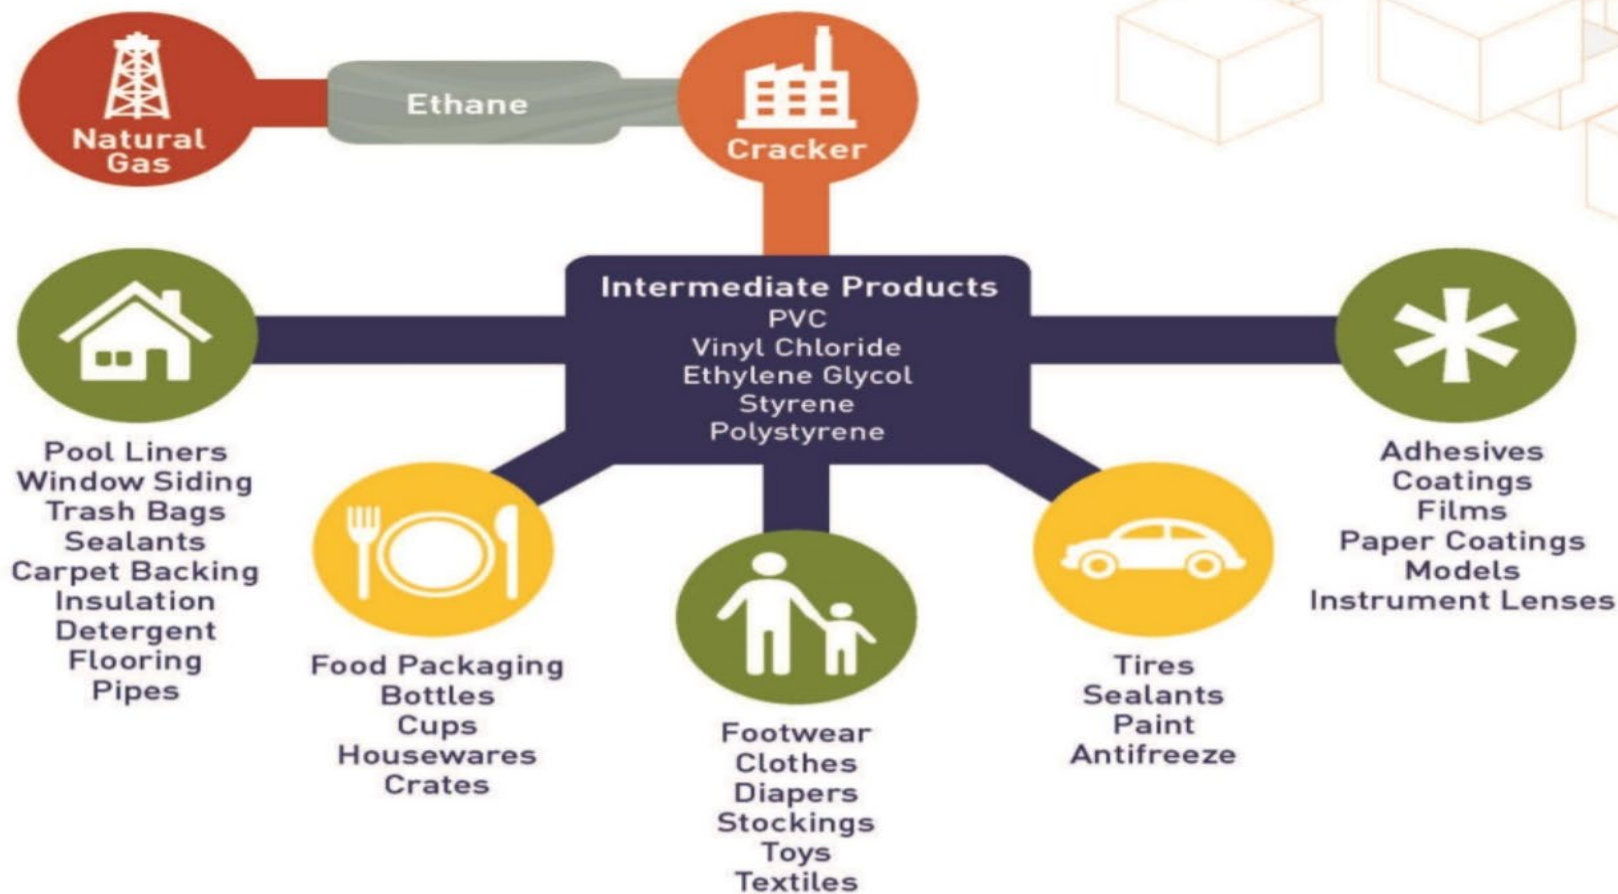 Natural
Gas
Ethane
Cracker
Intermediate Products
PVC
Vinyl Chloride
Ethylene Glycol
Styrene
Polystyrene
Pool Liners
Window Siding
Trash Bags
Sealants
Carpet Backing
Insulation
Detergent
Flooring
Pipes
Food Packaging
Bottles
Cups
Housewares
Crates
Footwear
Clothes
Diapers
Stockings
Toys
Textiles
Tires
Sealants
Paint
Antifreeze
Adhesives
Coatings
Films
Paper Coatings
Models
Instrument Lenses